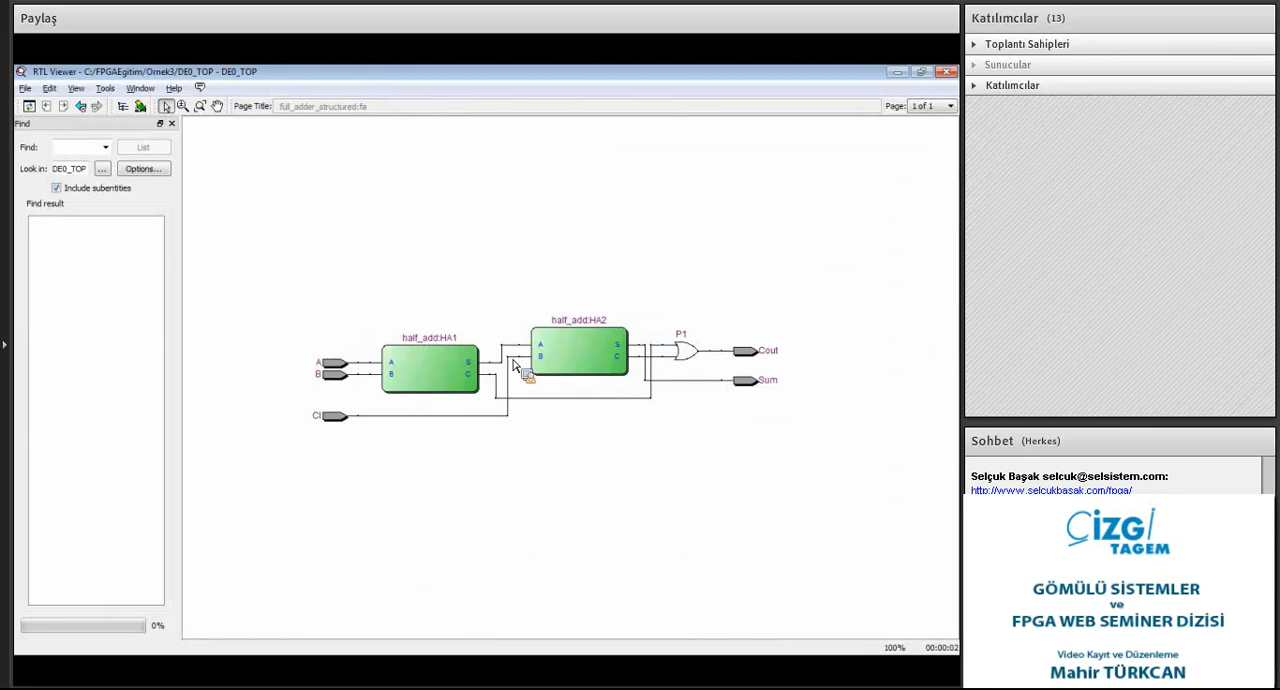 Paylaş
RTL Viewer - C:/FPGAEgitim/Ornek3/DE0_TOP - DE0_TOP
File Edit View Tools Window Help
Page Title: full_adder_structured:fa
Page: 1 of 1
Find
Find: List
Look in: DE0_TOP ... Options...
Include subentities
Find result
0%
half_add:HA1
A S
B C
half_add:HA2
A S
B C
P1
A
B
CI
Cout
Sum
100% 00:00:02
Katılımcılar (13)
Toplantı Sahipleri
Sunucular
Katılımcılar
Sohbet (Herkes)
Selçuk Başak selcuk@selsistem.com:
http://www.selcukbasak.com/fpga/
ÇİZGİ
TAGEM
GÖMÜLÜ SİSTEMLER
ve
FPGA WEB SEMİNER DİZİSİ
Video Kayıt ve Düzenleme
Mahir TÜRKCAN